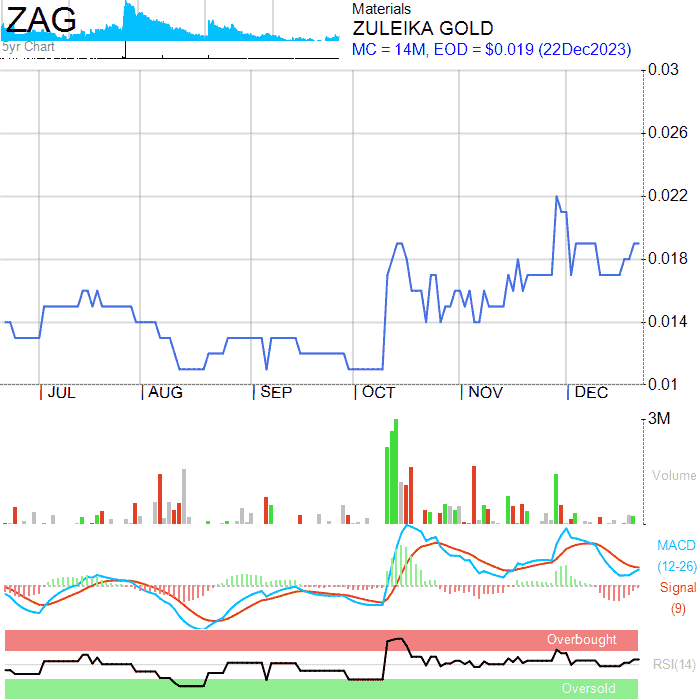 ZAG
5yr Chart
Materials
ZULEIKA GOLD
MC = 14M, EOD = $0.019 (22Dec2023)
0.03
0.026
0.022
0.018
0.014
0.01
JUL AUG SEP OCT NOV DEC
3M
Volume
MACD
(12-26)
Signal
(9)
Overbought
RSI(14)
Oversold